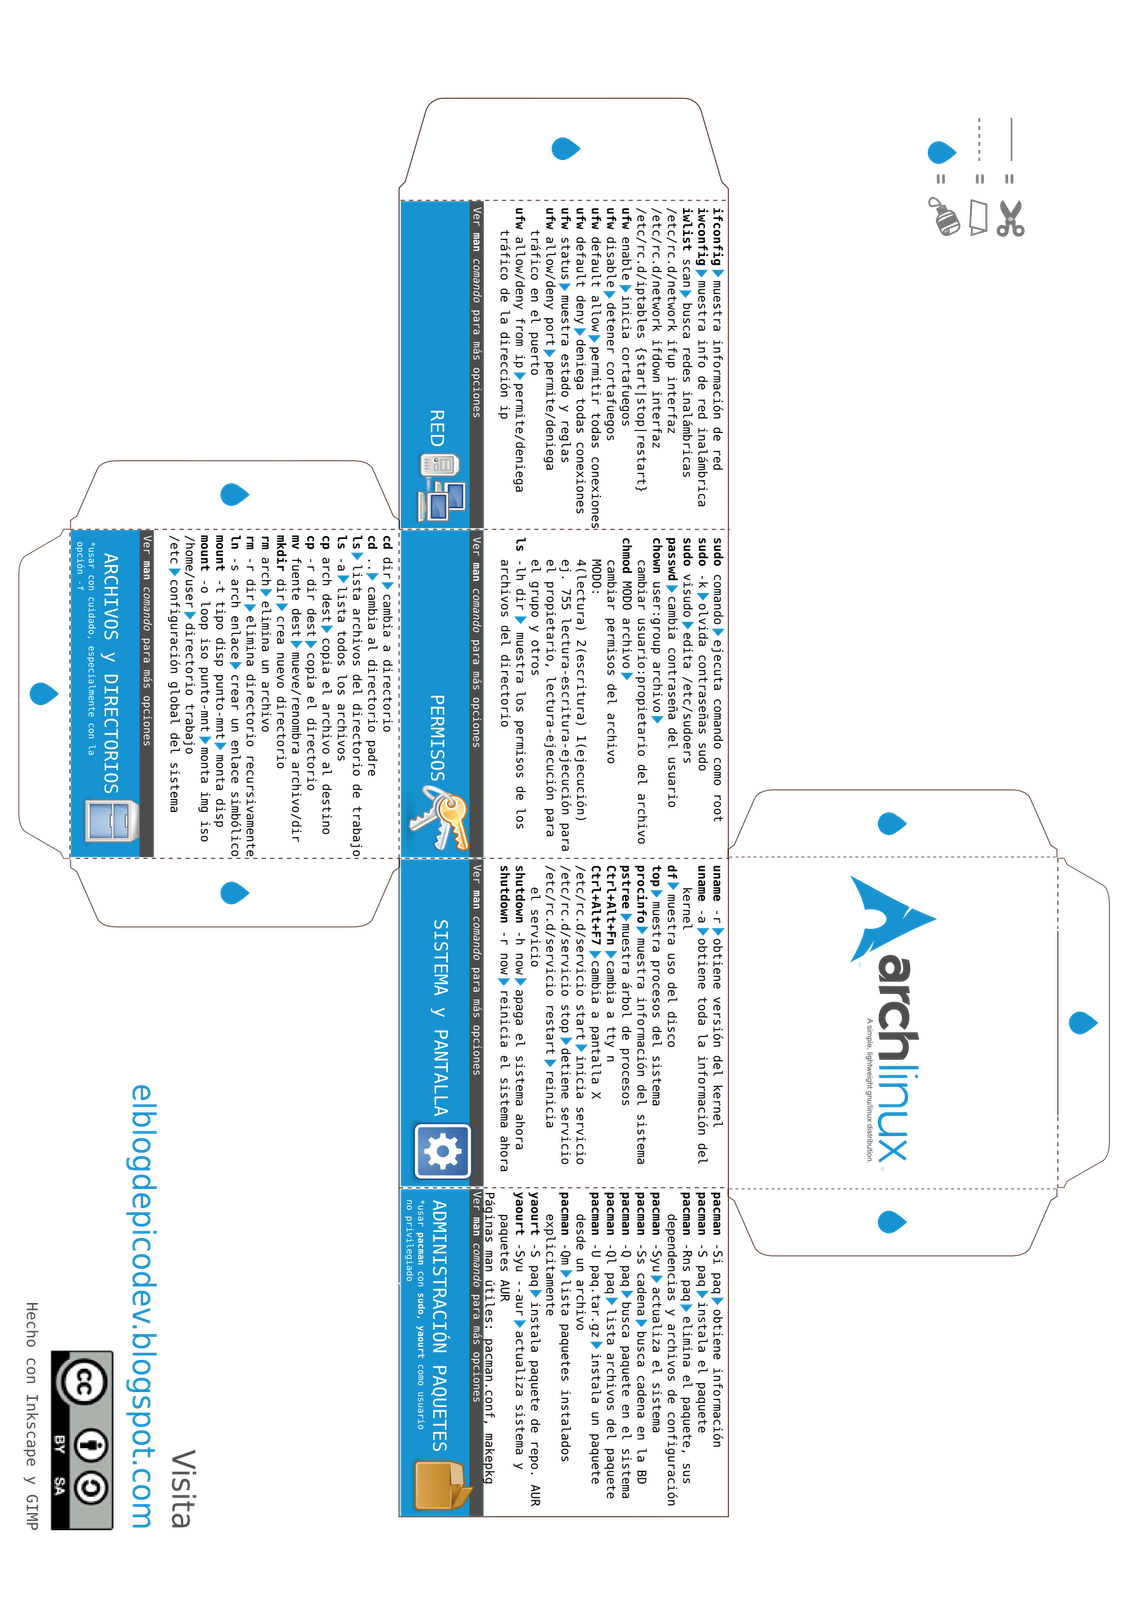 =
=
=
ifconfig ▶ muestra información de red
iwconfig ▶ muestra info de red inalámbrica
iwlist scan ▶ busca redes inalámbricas
/etc/rc.d/network ifup interfaz
/etc/rc.d/network ifdown interfaz
/etc/rc.d/iptables {start|stop|restart}
ufw enable ▶ inicia cortafuegos
ufw disable ▶ detener cortafuegos
ufw default allow ▶ permitir todas conexiones
ufw default deny ▶ deniega todas conexiones
ufw status ▶ muestra estado y reglas
ufw allow/deny port ▶ permite/deniega
tráfico en el puerto
ufw allow/deny from ip ▶ permite/deniega
tráfico de la dirección ip
Ver man comando para más opciones
RED
sudo comando ▶ ejecuta comando como root
sudo -k ▶ olvida contraseñas sudo
sudo visudo ▶ edita /etc/sudoers
passwd ▶ cambia contraseña del usuario
chown user:group archivo ▶
cambiar usuario:propietario del archivo
chmod MODO archivo ▶
cambiar permisos del archivo
MODO:
4(lectura) 2(escritura) 1(ejecución)
ej. 755 lectura-escritura-ejecución para
el propietario, lectura-ejecución para
el grupo y otros
ls -lh dir ▶ muestra los permisos de los
archivos del directorio
Ver man comando para más opciones
PERMISOS
uname -r ▶ obtiene versión del kernel
uname -a ▶ obtiene toda la información del
kernel
df ▶ muestra uso del disco
top ▶ muestra procesos del sistema
procinfo ▶ muestra información del sistema
pstree ▶ muestra árbol de procesos
Ctrl+Alt+Fn ▶ cambia a tty n
Ctrl+Alt+F7 ▶ cambia a pantalla X
/etc/rc.d/servicio start ▶ inicia servicio
/etc/rc.d/servicio stop ▶ detiene servicio
/etc/rc.d/servicio restart ▶ reinicia
el servicio
shutdown -h now ▶ apaga el sistema ahora
shutdown -r now ▶ reinicia el sistema ahora
Ver man comando para más opciones
SISTEMA y PANTALLA
pacman -Si paq ▶ obtiene información
pacman -S paq ▶ instala el paquete
pacman -Rns paq ▶ elimina el paquete, sus
dependencias y archivos de configuración
pacman -Syu ▶ actualiza el sistema
pacman -Ss cadena ▶ busca cadena en la BD
pacman -Q paq ▶ busca paquete en el sistema
pacman -Ql paq ▶ lista archivos del paquete
pacman -U paq.tar.gz ▶ instala un paquete
desde un archivo
pacman -Qm ▶ lista paquetes instalados
explicitamente
yaourt -S paq ▶ instala paquete de repo. AUR
yaourt -Syu --aur ▶ actualiza sistema y
paquetes AUR
Páginas man útiles: pacman.conf, makepkg
Ver man comando para más opciones
ADMINISTRACIÓN PAQUETES
*usar pacman con sudo, yaourt como usuario
no privilegiado
cd dir ▶ cambia a directorio
cd .. ▶ cambia al directorio padre
ls ▶ lista archivos del directorio de trabajo
ls -a ▶ lista todos los archivos
cp arch dest ▶ copia el archivo al destino
cp -r dir dest ▶ copia el directorio
mv fuente dest ▶ mueve/renombra archivo/dir
mkdir dir ▶ crea nuevo directorio
rm arch ▶ elimina un archivo
rm -r dir ▶ elimina directorio recursivamente
ln -s arch enlace ▶ crear un enlace simbólico
mount -t tipo disp punto-mnt ▶ monta disp
mount -o loop iso punto-mnt ▶ monta img iso
/home/user ▶ directorio trabajo
/etc ▶ configuración global del sistema
Ver man comando para más opciones
ARCHIVOS y DIRECTORIOS
*usar con cuidado, especialmente con la
opción -f
archlinux
A simple, lightweight gnu/linux distribution.
Visita
elblogdepicodev.blogspot.com
cc
BY SA
Hecho con Inkscape y GIMP